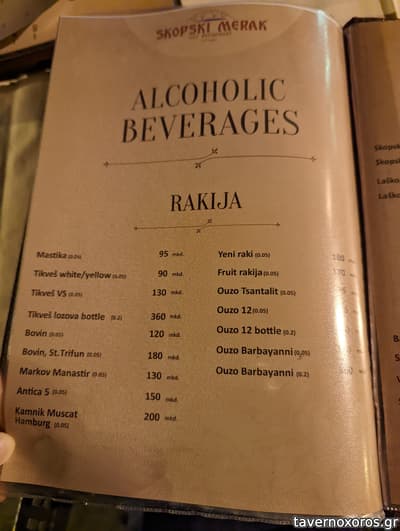 SKOPSKI MERAK
ALCOHOLIC
BEVERAGES
RAKIJA
Mastika (0.05) 95 mkd.
Tikveš white/yellow (0.05) 90 mkd.
Tikveš VS (0.05) 130 mkd.
Tikveš lozova bottle (0.2) 360 mkd.
Bovin (0.05) 120 mkd.
Bovin, St.Trifun (0.05) 180 mkd.
Markov Manastir (0.05) 130 mkd.
Antica 5 (0.05) 150 mkd.
Kamnik Muscat 200 mkd.
Hamburg (0.05)
Yeni raki (0.05)
Fruit rakija (0.05)
Ouzo Tsantalit (0.05)
Ouzo 12 (0.05)
Ouzo 12 bottle (0.2)
Ouzo Barbayanni (0.05)
Ouzo Barbayanni (0.2)
Skopsk
Skopsk
Laško
Laško
tavernoxoros.gr